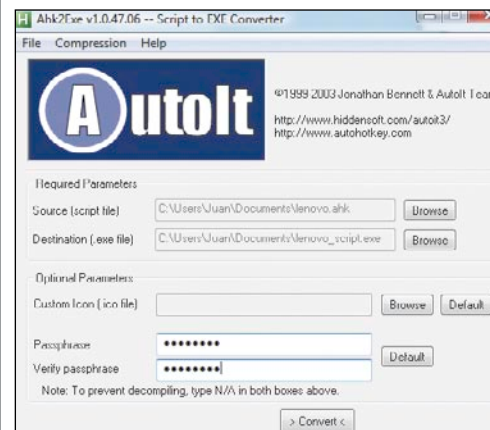 Ahk2Exe v1.0.47.06 -- Script to EXE Converter
File Compression Help
AutoIt
©1999-2003 Jonathan Bennett & AutoIt Tea
http://www.hiddensoft.com/autoit3/
http://www.autohotkey.com
Required Parameters
Source (script file) C:\Users\Juan\Documents\lenovo.ahk Browse
Destination (.exe file) C:\Users\Juan\Documents\lenovo_script.exe Browse
Optional Parameters
Custom Icon (.ico file) Browse Default
Passphrase ••••••••
Default
Verify passphrase ••••••••
Note: To prevent decompiling, type N/A in both boxes above.
> Convert <